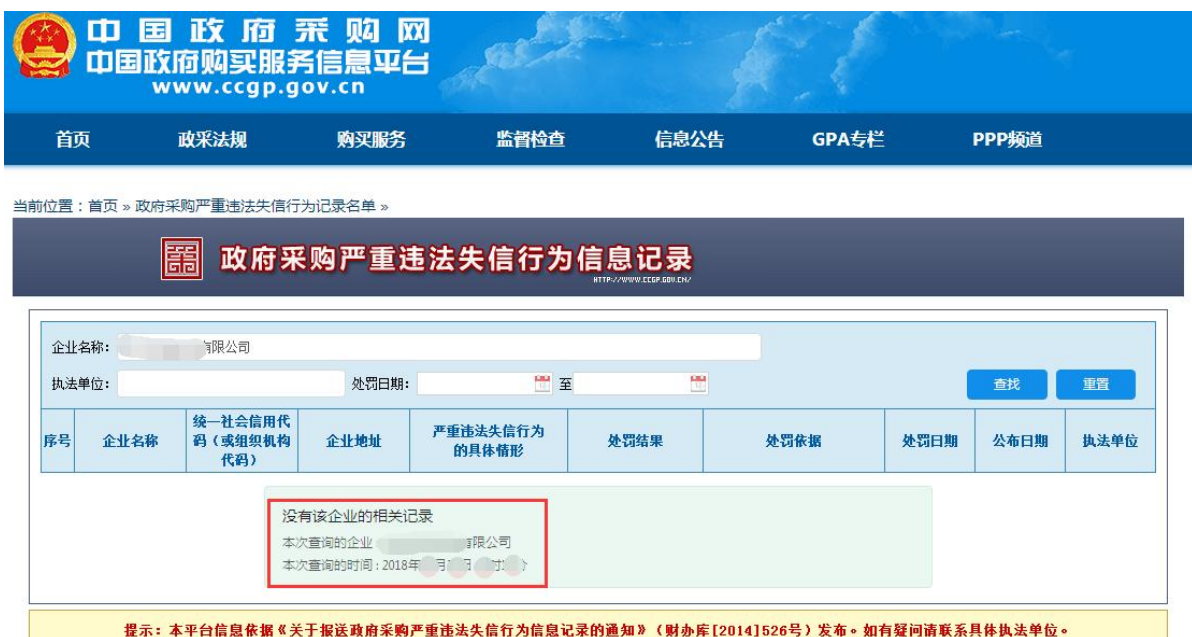 中国政府采购网
中国政府购买服务信息平台
www.ccgp.gov.cn
首页 政采法规 购买服务 监督检查 信息公告 GPA专栏 PPP频道
当前位置：首页 » 政府采购严重违法失信行为记录名单 »
政府采购严重违法失信行为信息记录
HTTP://WWW.CCGP.GOV.CN/
企业名称： 有限公司
执法单位： 处罚日期： 至 查找 重置
序号 企业名称 统一社会信用代码（或组织机构代码） 企业地址 严重违法失信行为的具体情形 处罚结果 处罚依据 处罚日期 公布日期 执法单位
没有该企业的相关记录
本次查询的企业 有限公司
本次查询的时间：2018年 月 日 时 分
提示：本平台信息依据《关于报送政府采购严重违法失信行为信息记录的通知》（财办库[2014]526号）发布。如有疑问请联系具体执法单位。